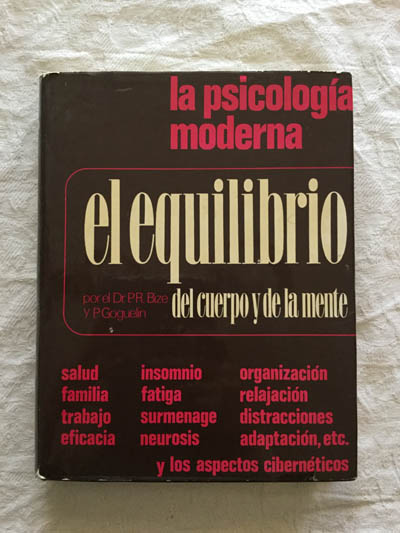 la psicología
moderna
el equilibrio
por el Dr. P.R. Bize
y P. Goguelin
del cuerpo y de la mente
salud insomnio organización
familia fatiga relajación
trabajo surmenage distracciones
eficacia neurosis adaptación, etc.
y los aspectos cibernéticos